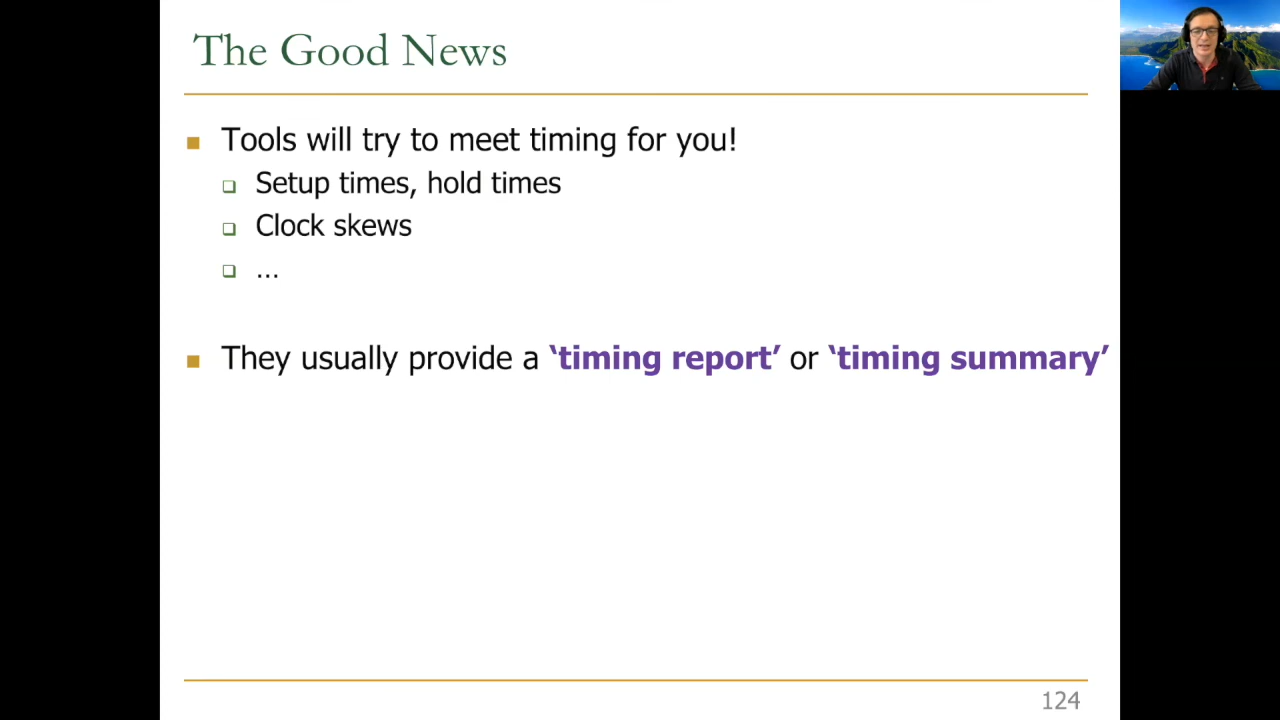 The Good News
Tools will try to meet timing for you!
Setup times, hold times
Clock skews
…
They usually provide a ‘timing report’ or ‘timing summary’
124